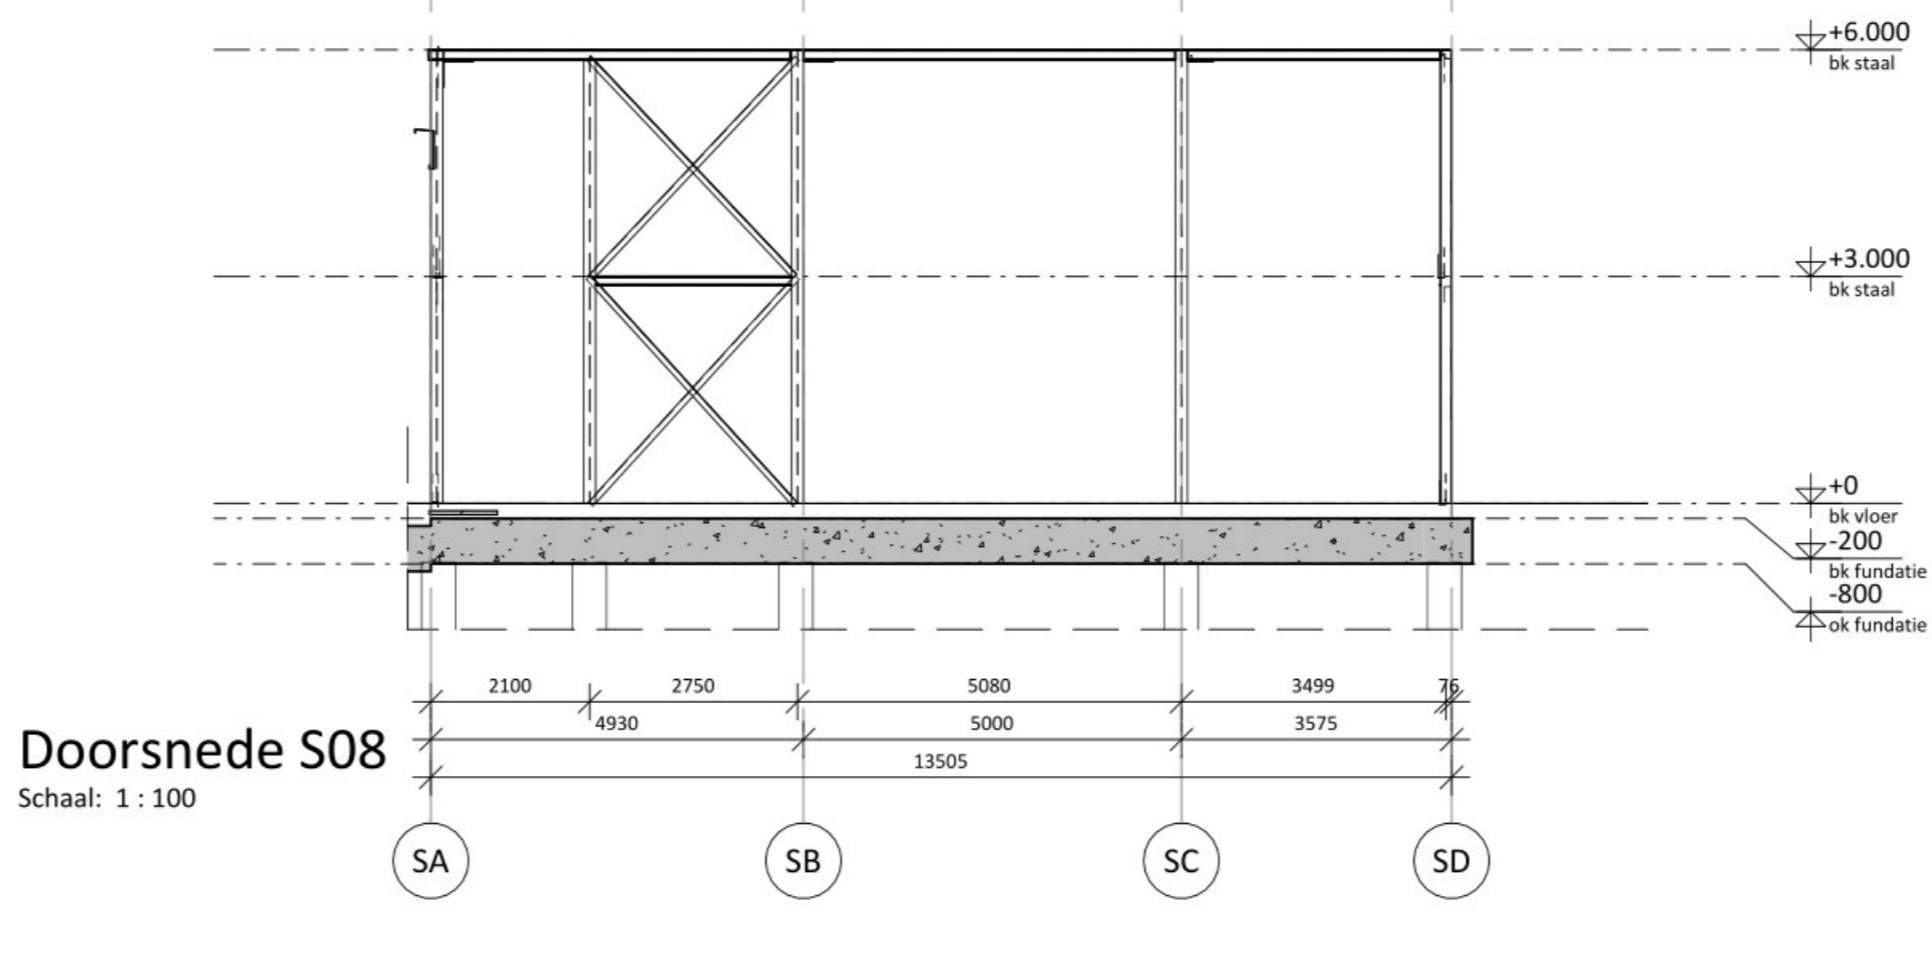 +6.000
bk staal
+3.000
bk staal
+0
bk vloer
-200
bk fundatie
-800
ok fundatie
2100 2750 5080 3499 76
4930 5000 3575
13505
Doorsnede S08
Schaal: 1 : 100
SA SB SC SD